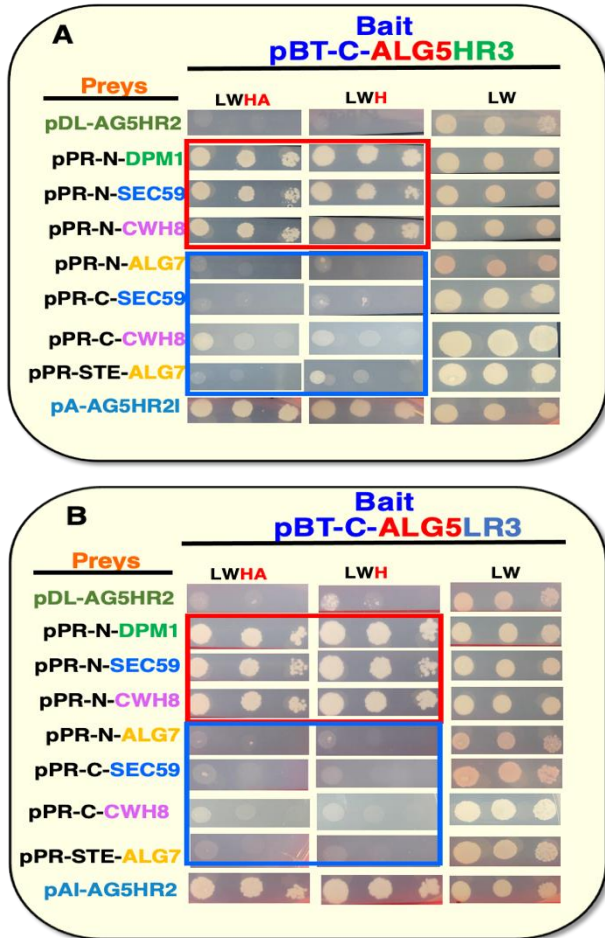 A
Bait
pBT-C-ALG5HR3
Preys
LWHA LWH LW
pDL-AG5HR2
pPR-N-DPM1
pPR-N-SEC59
pPR-N-CWH8
pPR-N-ALG7
pPR-C-SEC59
pPR-C-CWH8
pPR-STE-ALG7
pA-AG5HR2I
B
Bait
pBT-C-ALG5LR3
Preys
LWHA LWH LW
pDL-AG5HR2
pPR-N-DPM1
pPR-N-SEC59
pPR-N-CWH8
pPR-N-ALG7
pPR-C-SEC59
pPR-C-CWH8
pPR-STE-ALG7
pAI-AG5HR2